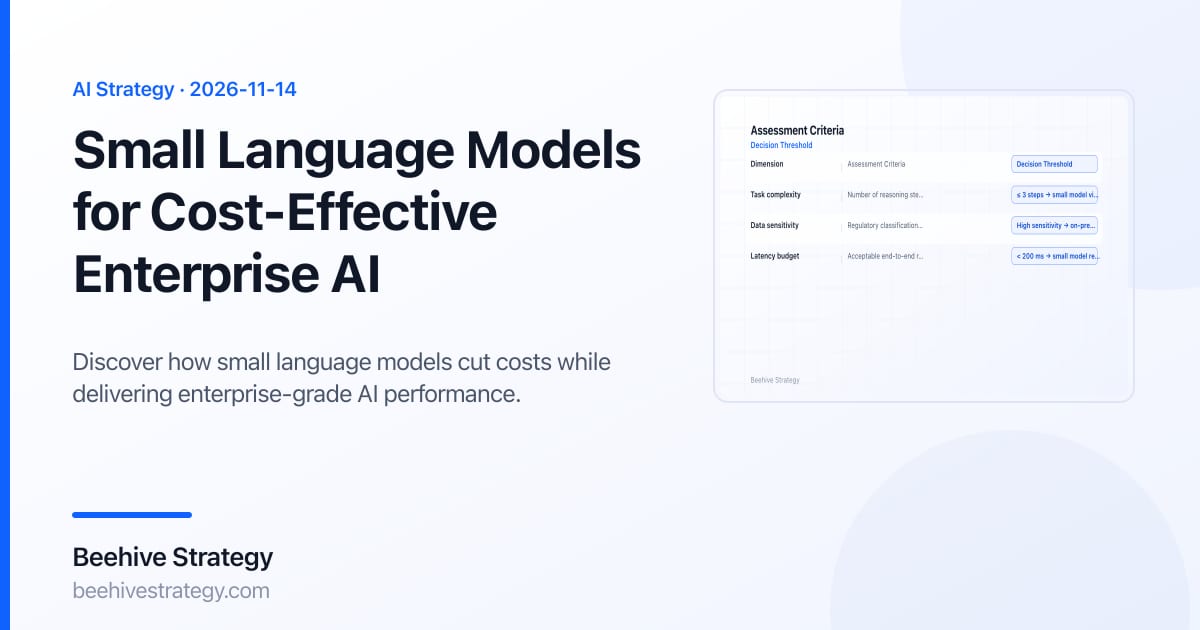 AI Strategy · 2026-11-14
Small Language Models
for Cost-Effective
Enterprise AI
Discover how small language models cut costs while
delivering enterprise-grade AI performance.
Beehive Strategy
beehivestrategy.com
Assessment Criteria
Decision Threshold
Dimension Assessment Criteria Decision Threshold
Task complexity Number of reasoning ste... ≤ 3 steps → small model vi...
Data sensitivity Regulatory classification... High sensitivity → on-pre...
Latency budget Acceptable end-to-end r... < 200 ms → small model re...
Beehive Strategy